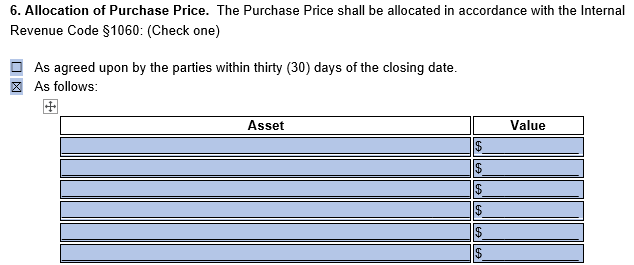 6. Allocation of Purchase Price. The Purchase Price shall be allocated in accordance with the Internal
Revenue Code §1060: (Check one)
☐ As agreed upon by the parties within thirty (30) days of the closing date.
☒ As follows:
Asset Value
$
$
$
$
$
$